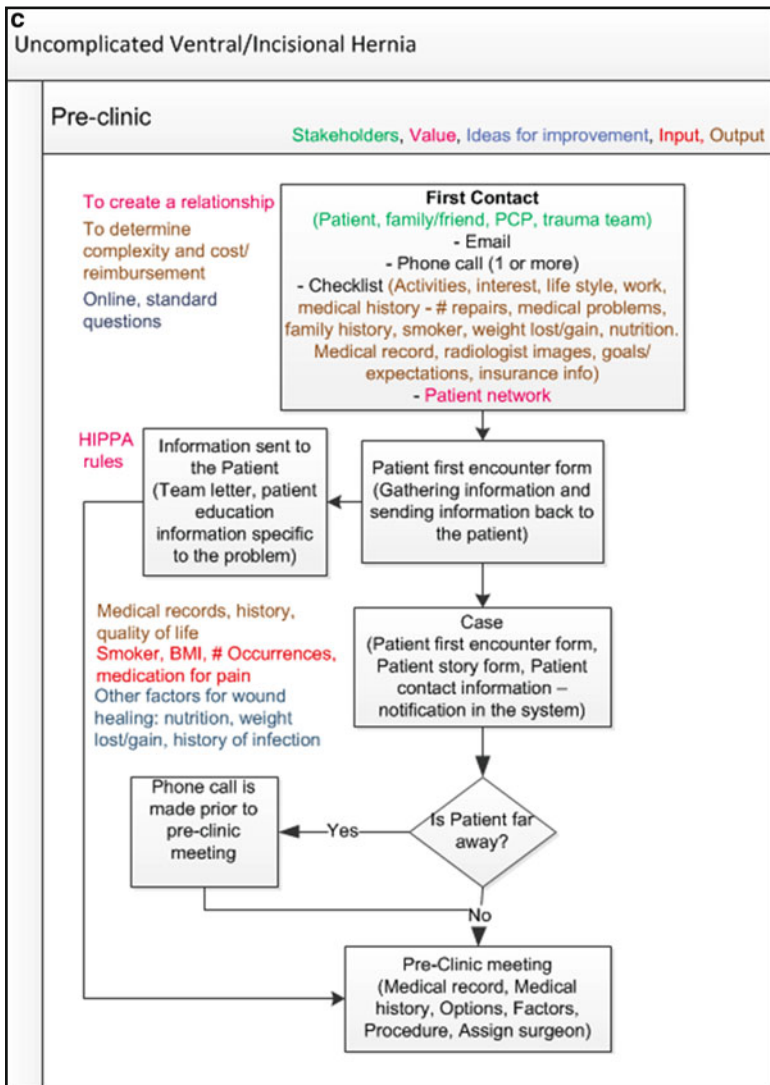 c
Uncomplicated Ventral/Incisional Hernia
Pre-clinic
Stakeholders, Value, Ideas for improvement, Input, Output
To create a relationship
To determine
complexity and cost/
reimbursement
Online, standard
questions
First Contact
(Patient, family/friend, PCP, trauma team)
- Email
- Phone call (1 or more)
- Checklist (Activities, interest, life style, work,
medical history - # repairs, medical problems,
family history, smoker, weight lost/gain, nutrition.
Medical record, radiologist images, goals/
expectations, insurance info)
- Patient network
HIPPA
rules
Information sent to
the Patient
(Team letter, patient
education
information specific
to the problem)
Patient first encounter form
(Gathering information and
sending information back to
the patient)
Medical records, history,
quality of life
Smoker, BMI, # Occurrences,
medication for pain
Other factors for wound
healing: nutrition, weight
lost/gain, history of infection
Case
(Patient first encounter form,
Patient story form, Patient
contact information –
notification in the system)
Phone call is
made prior to
pre-clinic
meeting
Yes
Is Patient far
away?
No
Pre-Clinic meeting
(Medical record, Medical
history, Options, Factors,
Procedure, Assign surgeon)